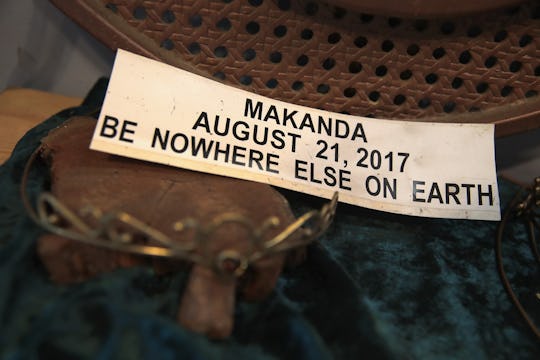 MAKANDA
AUGUST 21, 2017
BE NOWHERE ELSE ON EARTH